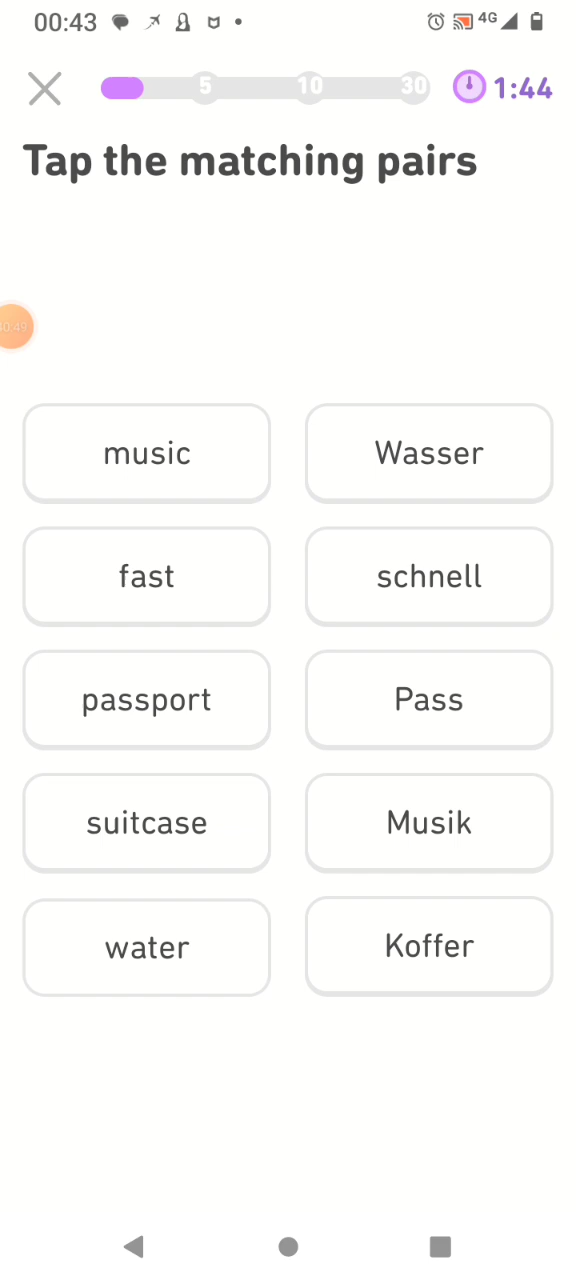 00:43 4G
5 10 30 1:44
Tap the matching pairs
music Wasser
fast schnell
passport Pass
suitcase Musik
water Koffer